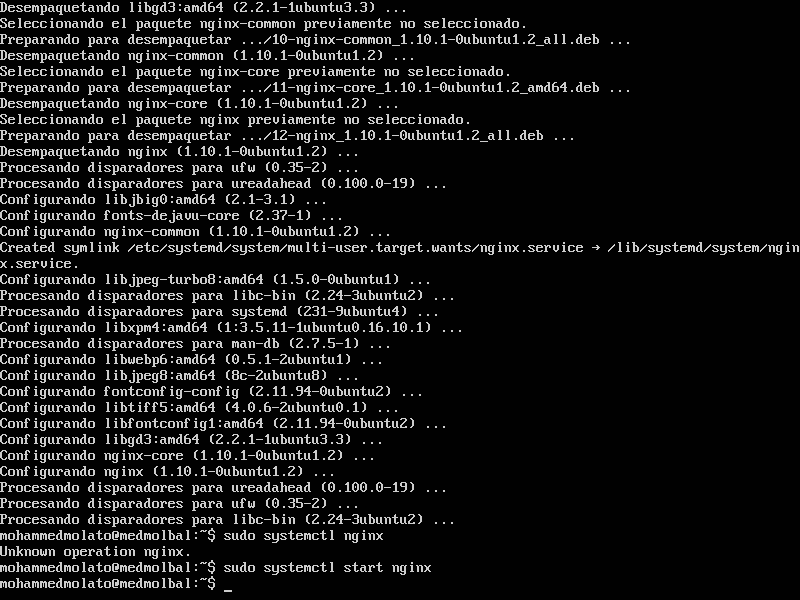 Desempaquetando libgd3:amd64 (2.2.1-1ubuntu3.3) ...
Seleccionando el paquete nginx-common previamente no seleccionado.
Preparando para desempaquetar .../10-nginx-common_1.10.1-0ubuntu1.2_all.deb ...
Desempaquetando nginx-common (1.10.1-0ubuntu1.2) ...
Seleccionando el paquete nginx-core previamente no seleccionado.
Preparando para desempaquetar .../11-nginx-core_1.10.1-0ubuntu1.2_amd64.deb ...
Desempaquetando nginx-core (1.10.1-0ubuntu1.2) ...
Seleccionando el paquete nginx previamente no seleccionado.
Preparando para desempaquetar .../12-nginx_1.10.1-0ubuntu1.2_all.deb ...
Desempaquetando nginx (1.10.1-0ubuntu1.2) ...
Procesando disparadores para ufw (0.35-2) ...
Procesando disparadores para ureadahead (0.100.0-19) ...
Configurando libjbig0:amd64 (2.1-3.1) ...
Configurando fonts-dejavu-core (2.37-1) ...
Configurando nginx-common (1.10.1-0ubuntu1.2) ...
Created symlink /etc/systemd/system/multi-user.target.wants/nginx.service → /lib/systemd/system/ngin
x.service.
Configurando libjpeg-turbo8:amd64 (1.5.0-0ubuntu1) ...
Procesando disparadores para libc-bin (2.24-3ubuntu2) ...
Procesando disparadores para systemd (231-9ubuntu4) ...
Configurando libxpm4:amd64 (1:3.5.11-1ubuntu0.16.10.1) ...
Procesando disparadores para man-db (2.7.5-1) ...
Configurando libwebp6:amd64 (0.5.1-2ubuntu1) ...
Configurando libjpeg8:amd64 (8c-2ubuntu8) ...
Configurando fontconfig-config (2.11.94-0ubuntu2) ...
Configurando libtiff5:amd64 (4.0.6-2ubuntu0.1) ...
Configurando libfontconfig1:amd64 (2.11.94-0ubuntu2) ...
Configurando libgd3:amd64 (2.2.1-1ubuntu3.3) ...
Configurando nginx-core (1.10.1-0ubuntu1.2) ...
Configurando nginx (1.10.1-0ubuntu1.2) ...
Procesando disparadores para ureadahead (0.100.0-19) ...
Procesando disparadores para ufw (0.35-2) ...
Procesando disparadores para libc-bin (2.24-3ubuntu2) ...
mohammedmolato@medmolbal:~$ sudo systemctl nginx
Unknown operation nginx.
mohammedmolato@medmolbal:~$ sudo systemctl start nginx
mohammedmolato@medmolbal:~$ _